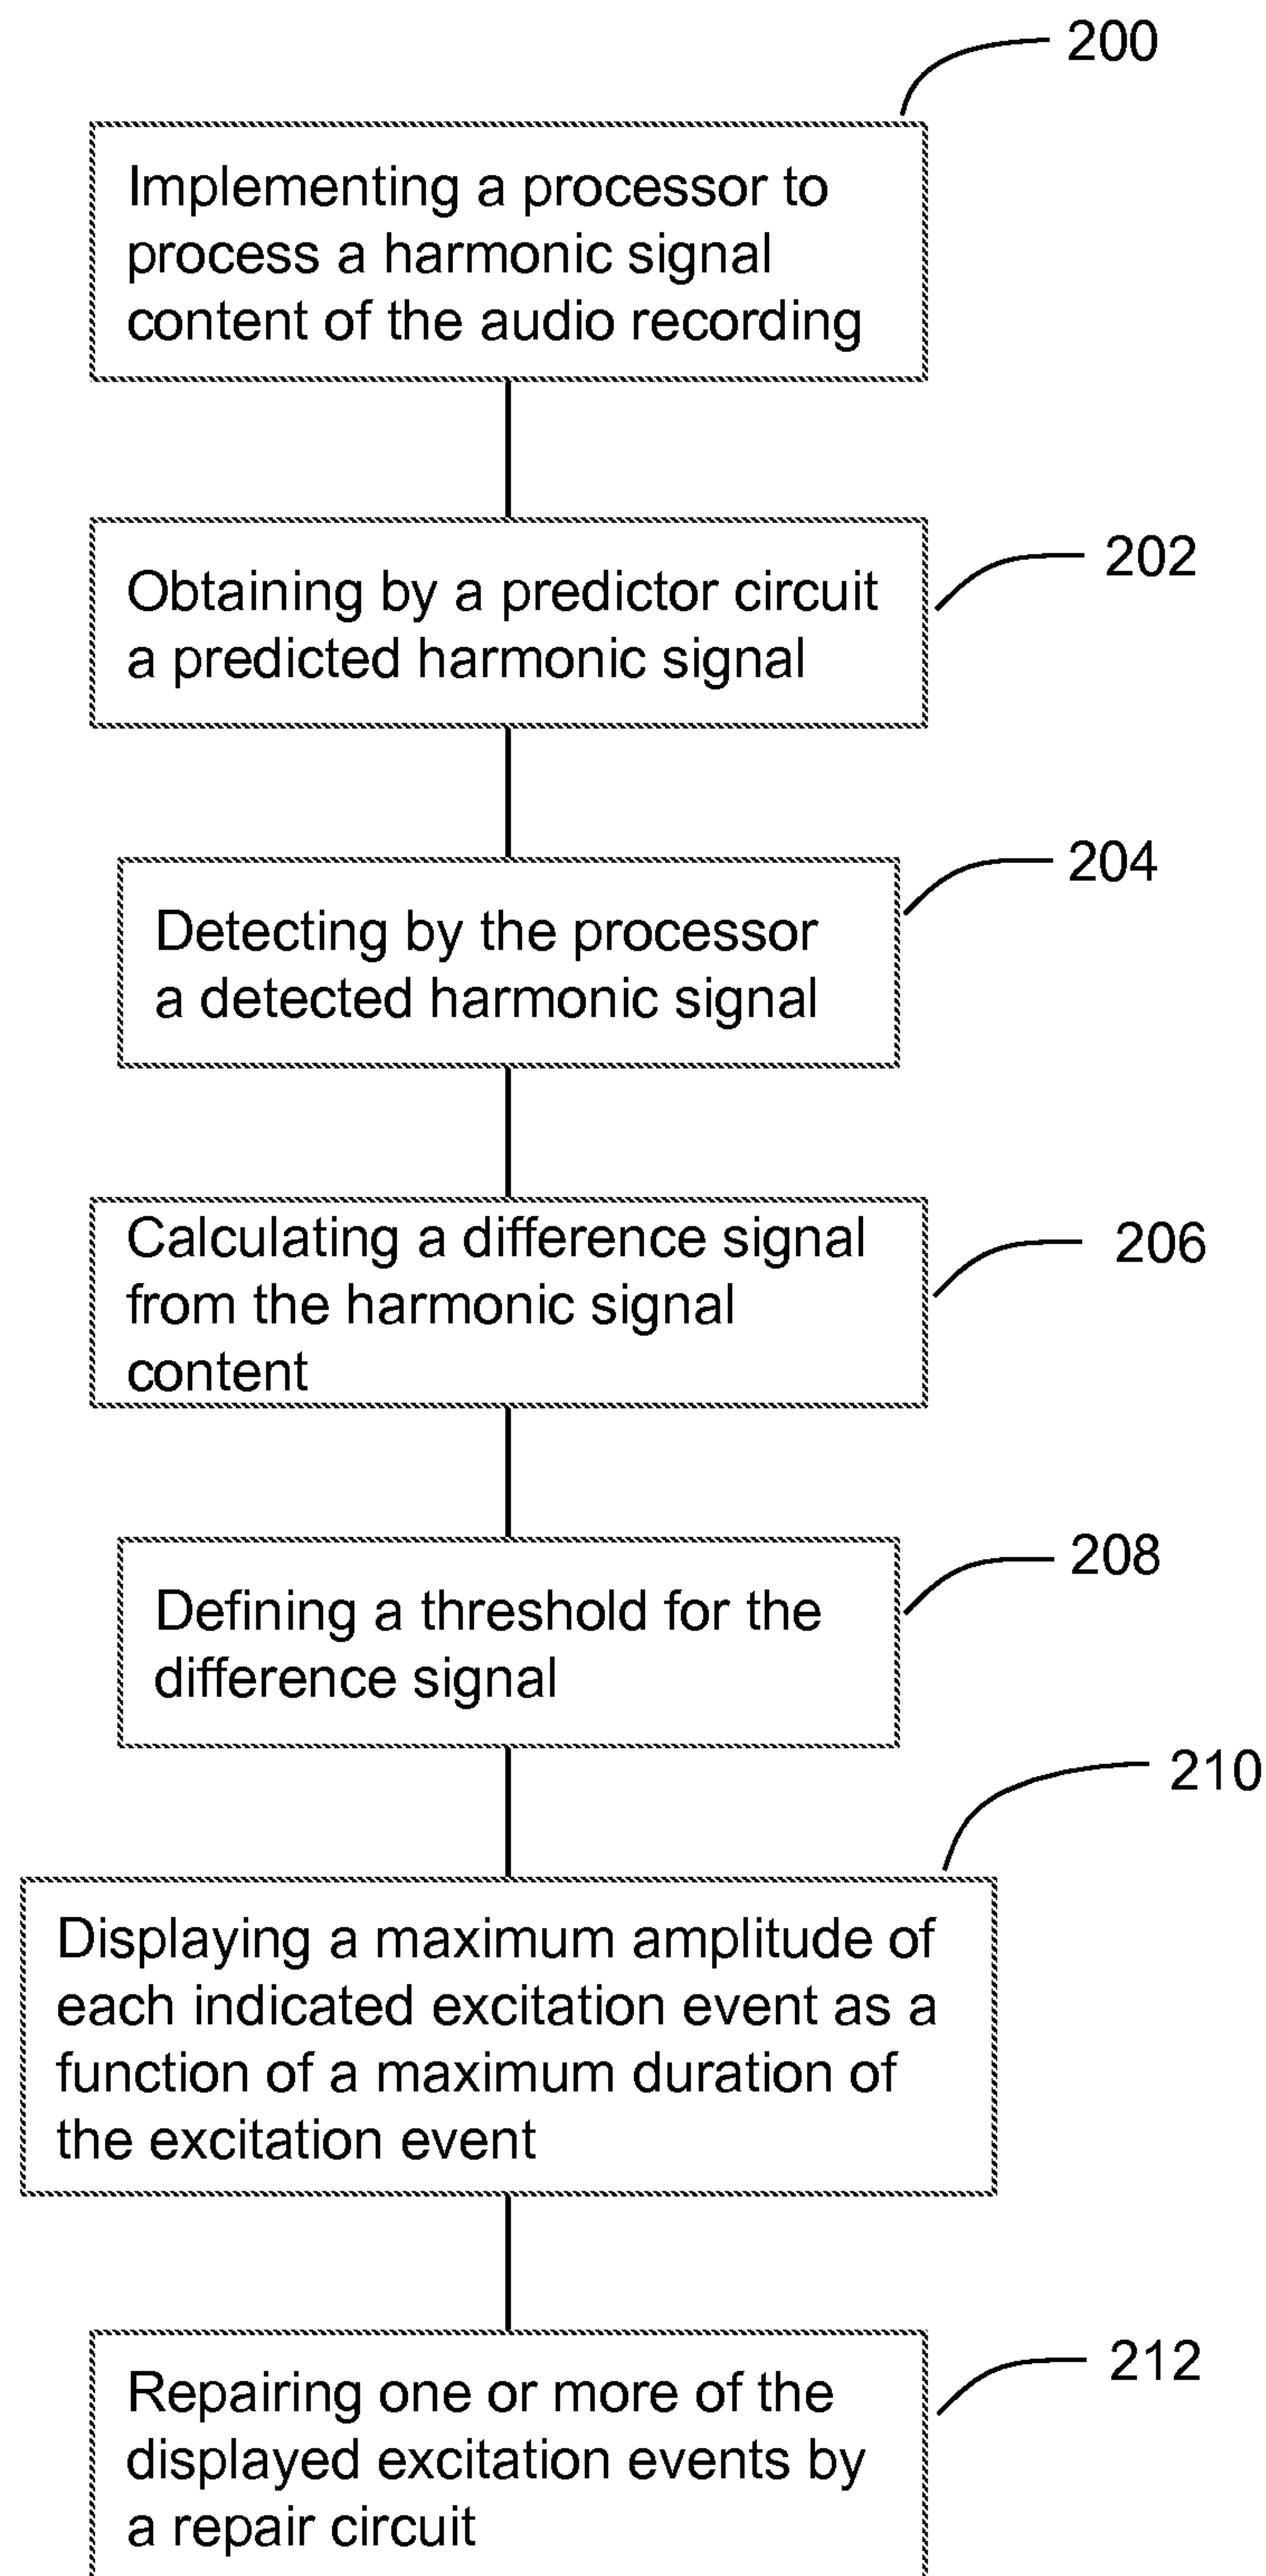 200
Implementing a processor to
process a harmonic signal
content of the audio recording
202
Obtaining by a predictor circuit
a predicted harmonic signal
204
Detecting by the processor
a detected harmonic signal
206
Calculating a difference signal
from the harmonic signal
content
208
Defining a threshold for the
difference signal
210
Displaying a maximum amplitude of
each indicated excitation event as a
function of a maximum duration of
the excitation event
212
Repairing one or more of the
displayed excitation events by
a repair circuit